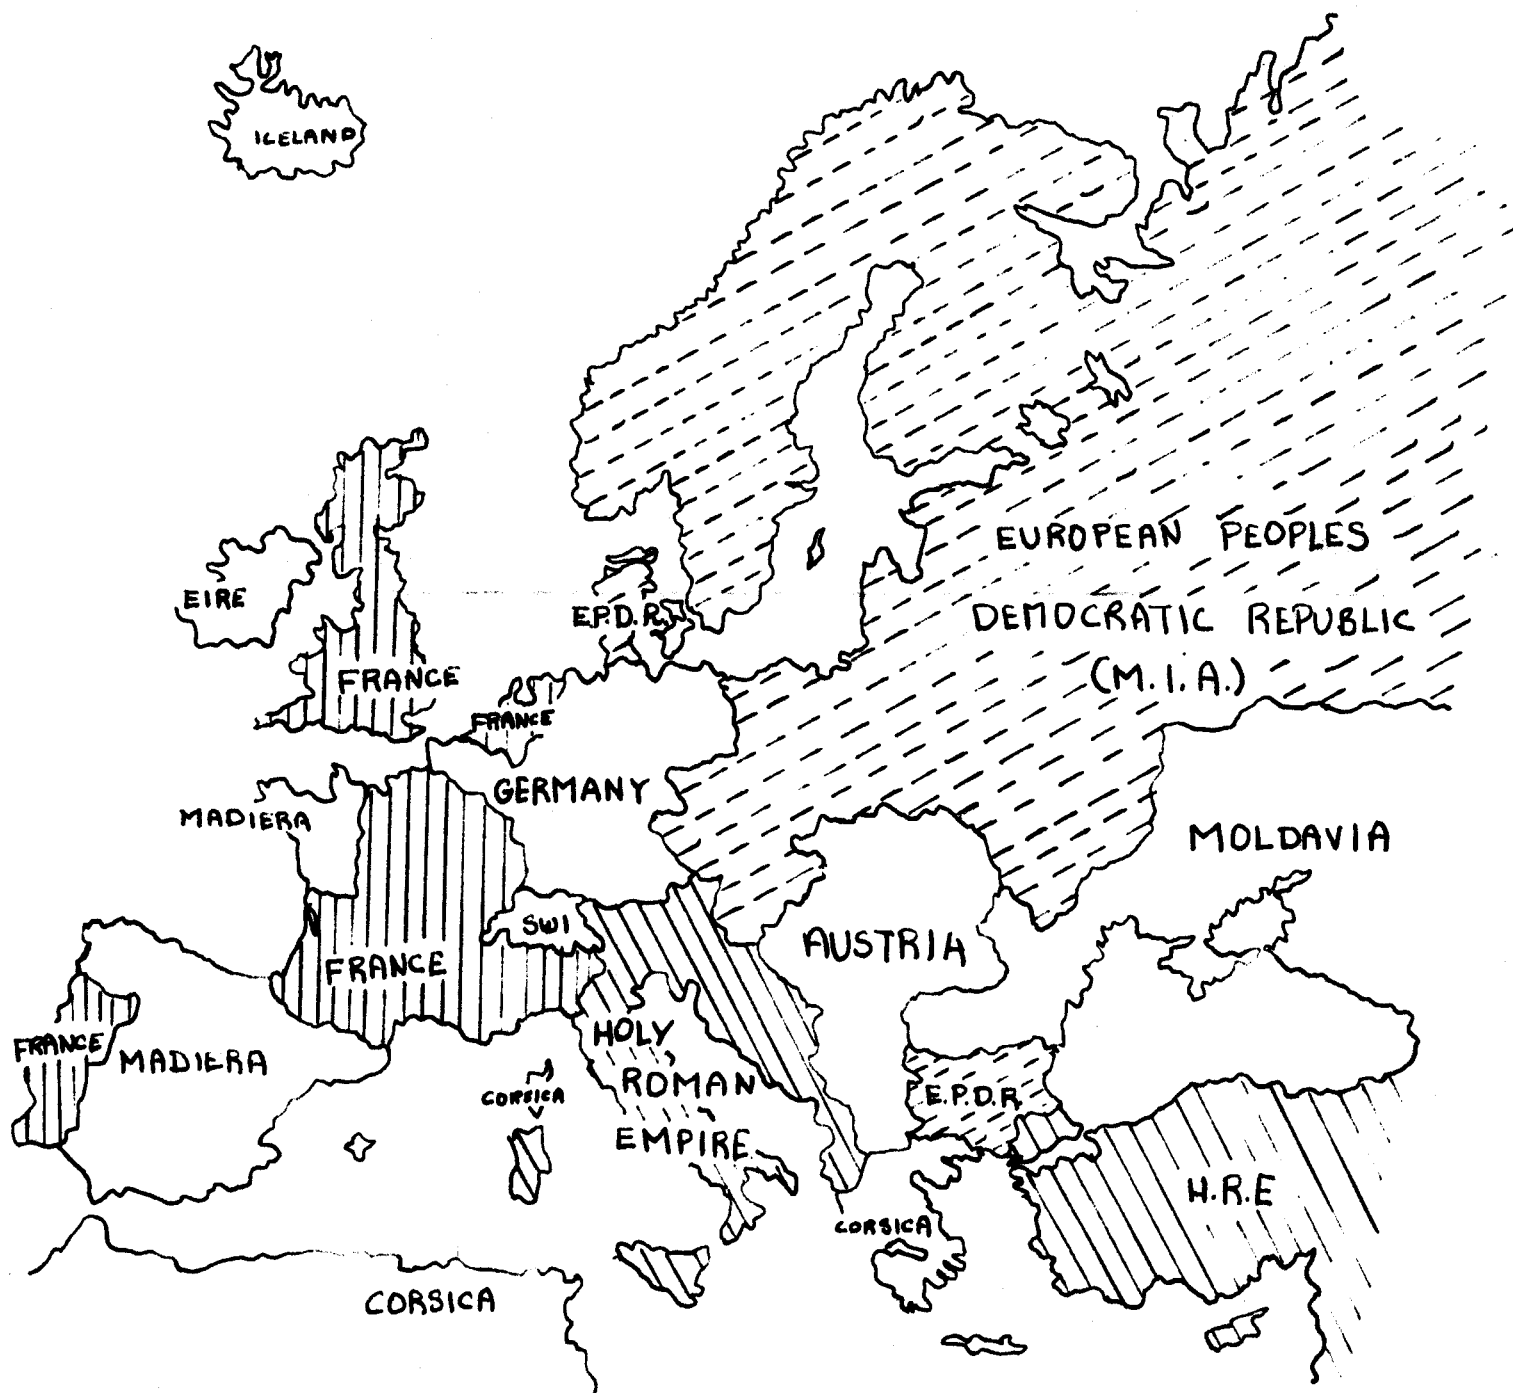 ICELAND
EUROPEAN PEOPLES
DEMOCRATIC REPUBLIC
(M.I.A.)
EIRE
E.P.D.R.
FRANCE
FRANCE
GERMANY
MADIERA
MOLDAVIA
SWI
AUSTRIA
FRANCE
FRANCE
MADIERA
HOLY
ROMAN
EMPIRE
CORSICA
E.P.D.R.
H.R.E
CORSICA
CORSICA